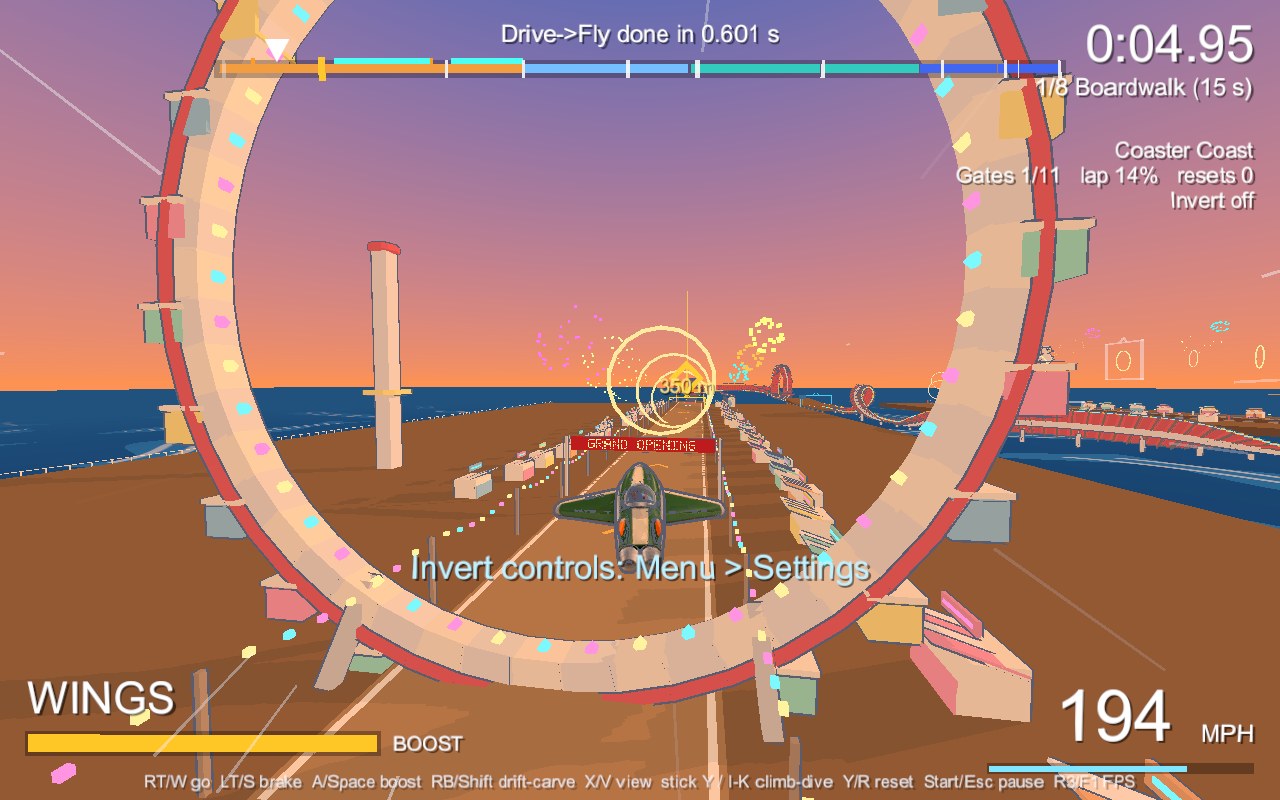 Drive->Fly done in 0.601 s
0:04.95
1/8 Boardwalk (15 s)
Coaster Coast
Gates 1/11 lap 14% resets 0
Invert off
GRAND OPENING
Invert controls: Menu > Settings
WINGS
BOOST
194 MPH
RT/W go LT/S brake A/Space boost RB/Shift drift-carve X/V view stick Y / I-K climb-dive Y/R reset Start/Esc pause R3/F1 FPS